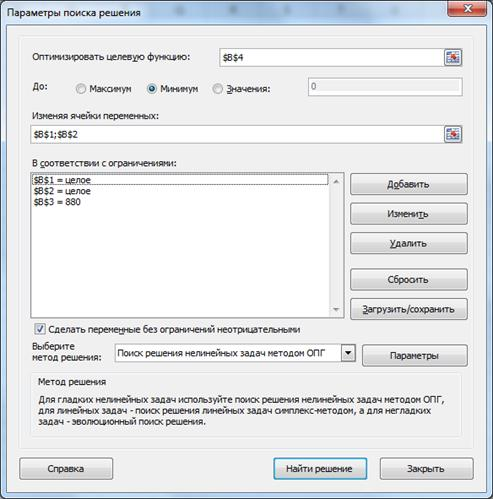 Параметры поиска решения
Оптимизировать целевую функцию: $B$4
До: Максимум Минимум Значения: 0
Изменяя ячейки переменных:
$B$1;$B$2
В соответствии с ограничениями:
$B$1 = целое
$B$2 = целое
$B$3 = 880
Добавить
Изменить
Удалить
Сбросить
Загрузить/сохранить
Сделать переменные без ограничений неотрицательными
Выберите
метод решения:
Поиск решения нелинейных задач методом ОПГ
Параметры
Метод решения
Для гладких нелинейных задач используйте поиск решения нелинейных задач методом ОПГ,
для линейных задач - поиск решения линейных задач симплекс-методом, а для негладких
задач - эволюционный поиск решения.
Справка
Найти решение
Закрыть